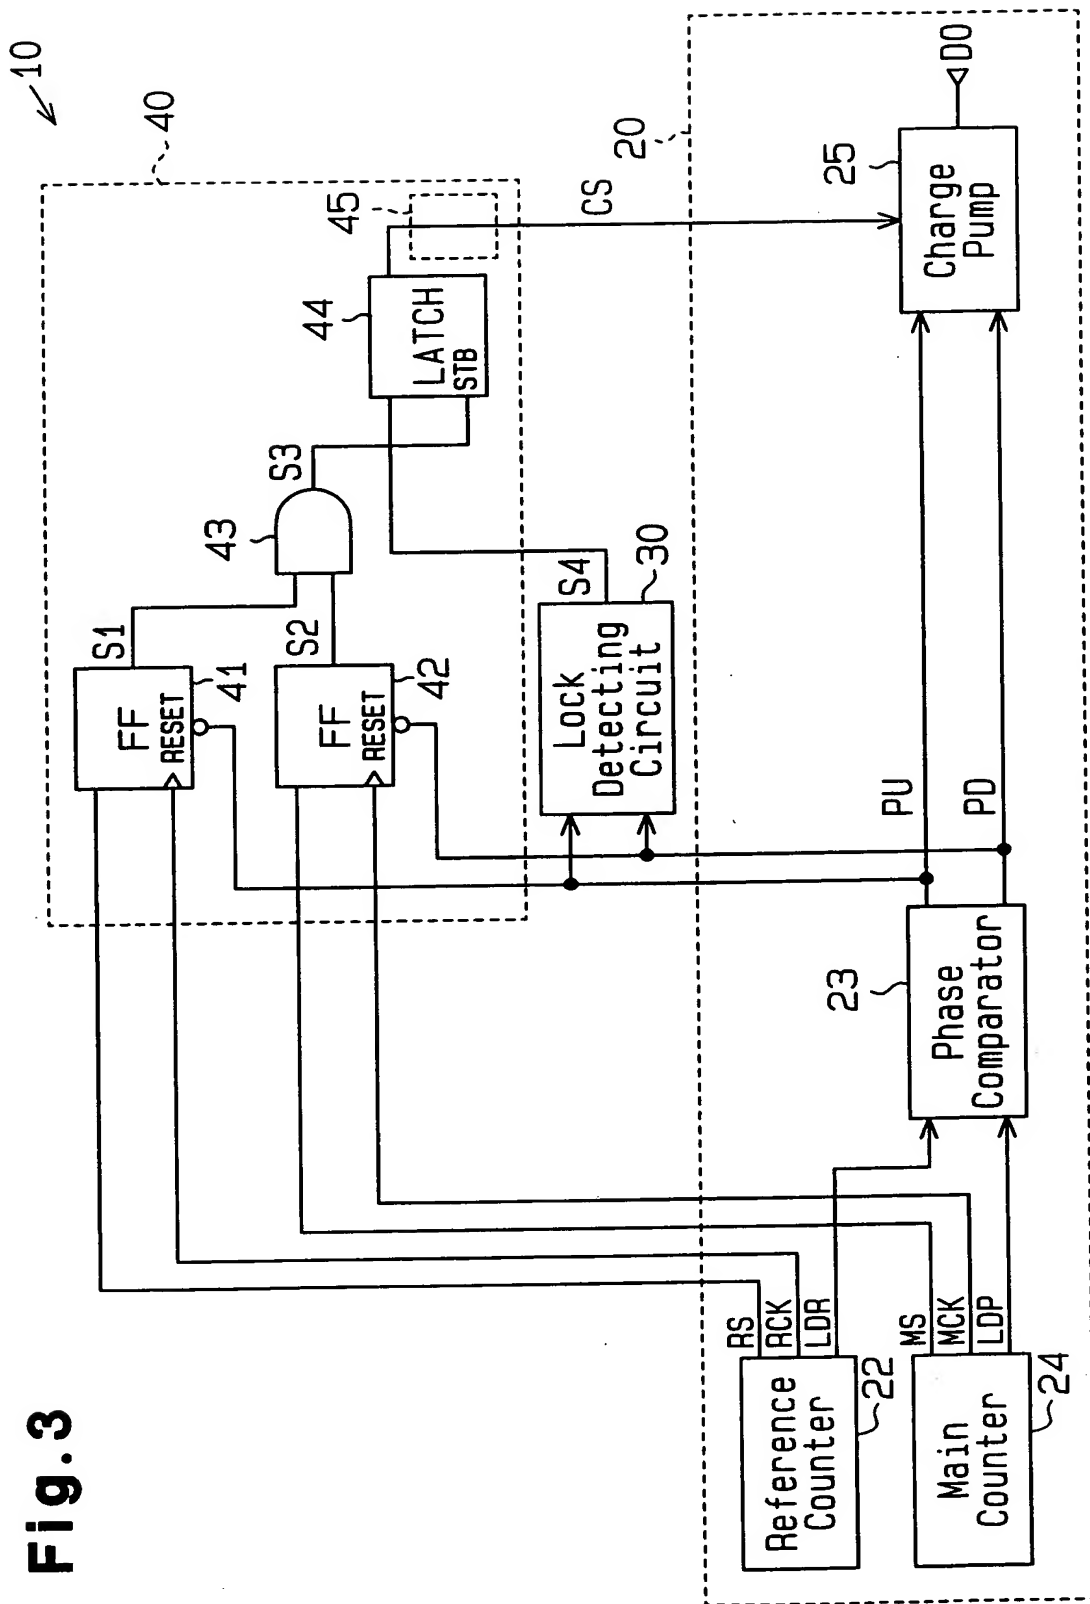 Fig.3
10
40
45
44
LATCH
STB
CS
S3
43
S1
FF
RESET
41
S2
FF
RESET
42
S4
30
Lock
Detecting
Circuit
20
25
Charge
Pump
DO
PU
PD
23
Phase
Comparator
RS
RCK
LDR
Reference
Counter
22
MS
MCK
LDP
Main
Counter
24